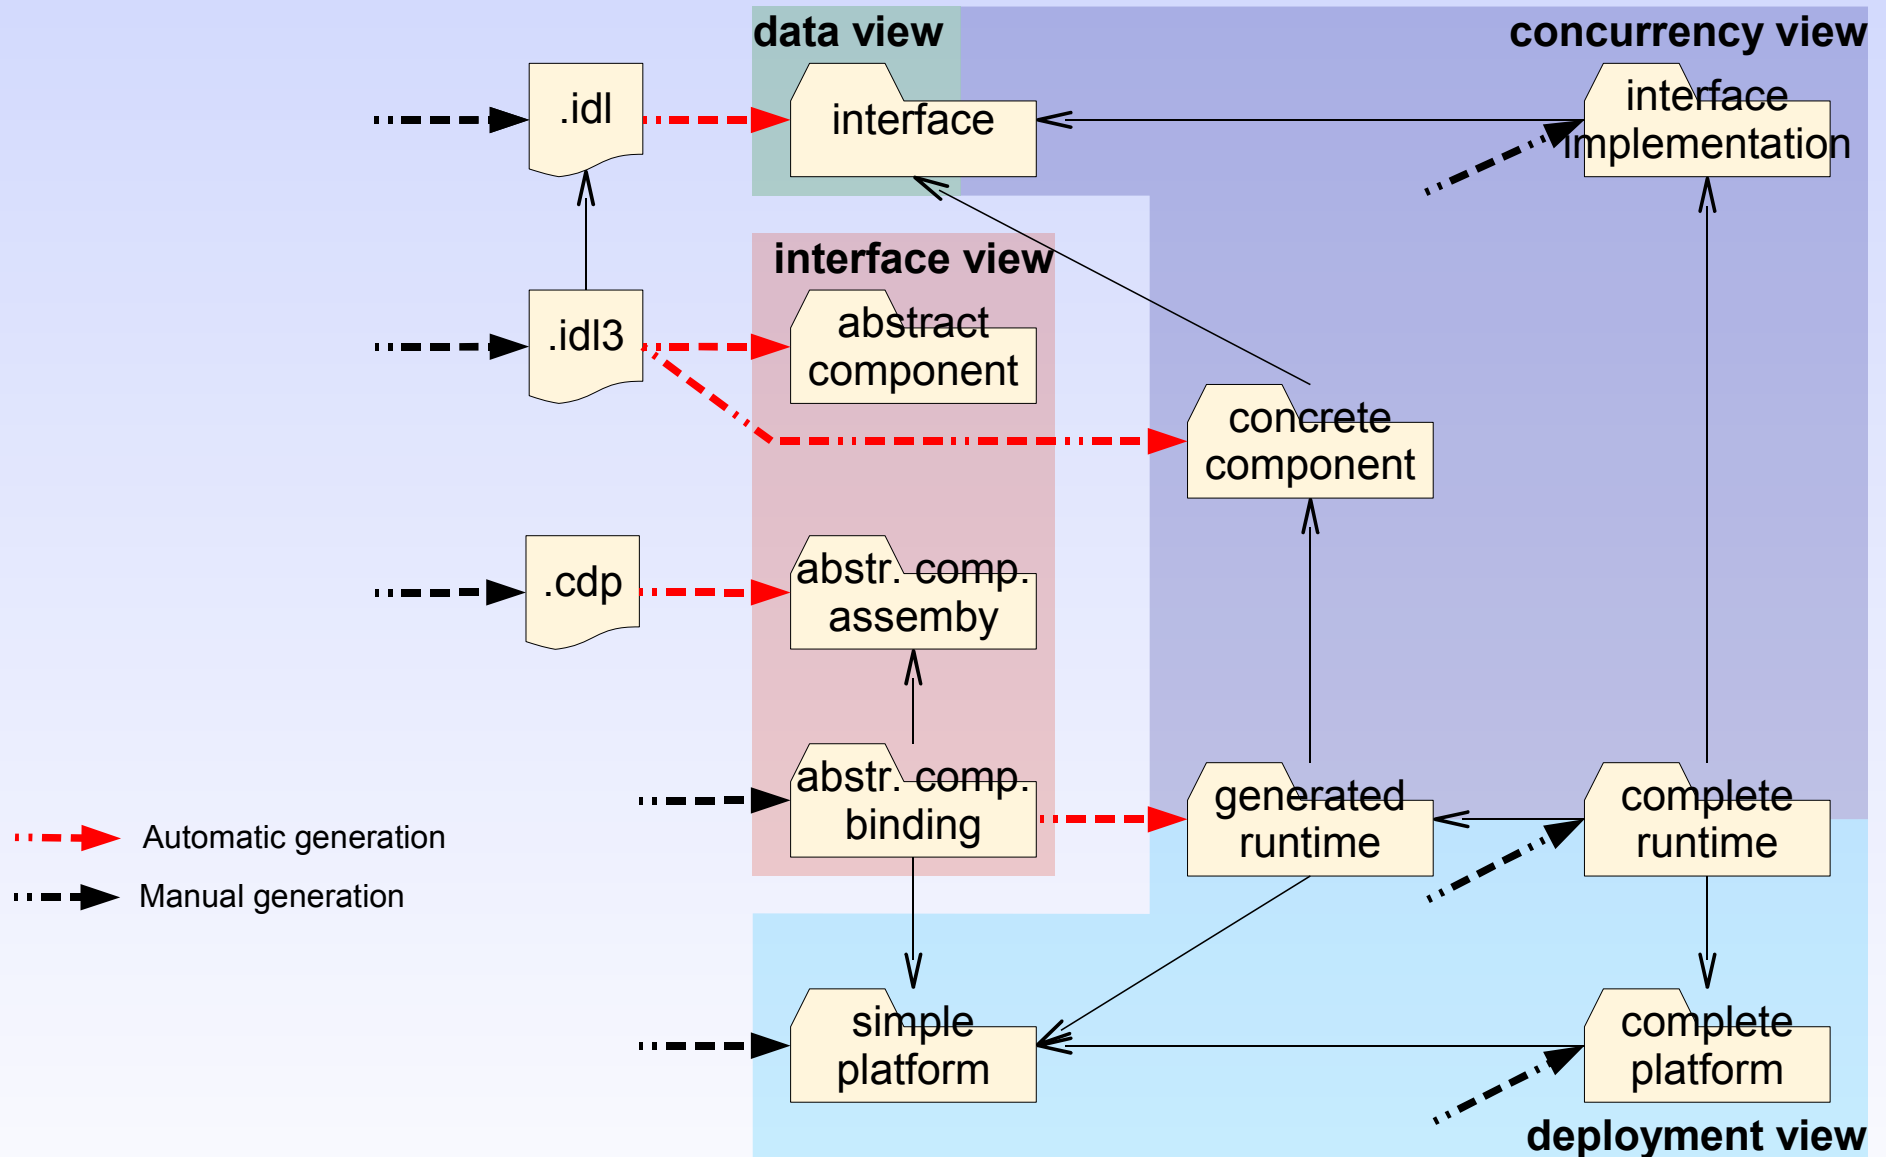 data view
concurrency view
.idl
interface
interface
implementation
interface view
.idl3
abstract
component
concrete
component
.cdp
abstr. comp.
assemby
abstr. comp.
binding
generated
runtime
complete
runtime
Automatic generation
Manual generation
simple
platform
complete
platform
deployment view